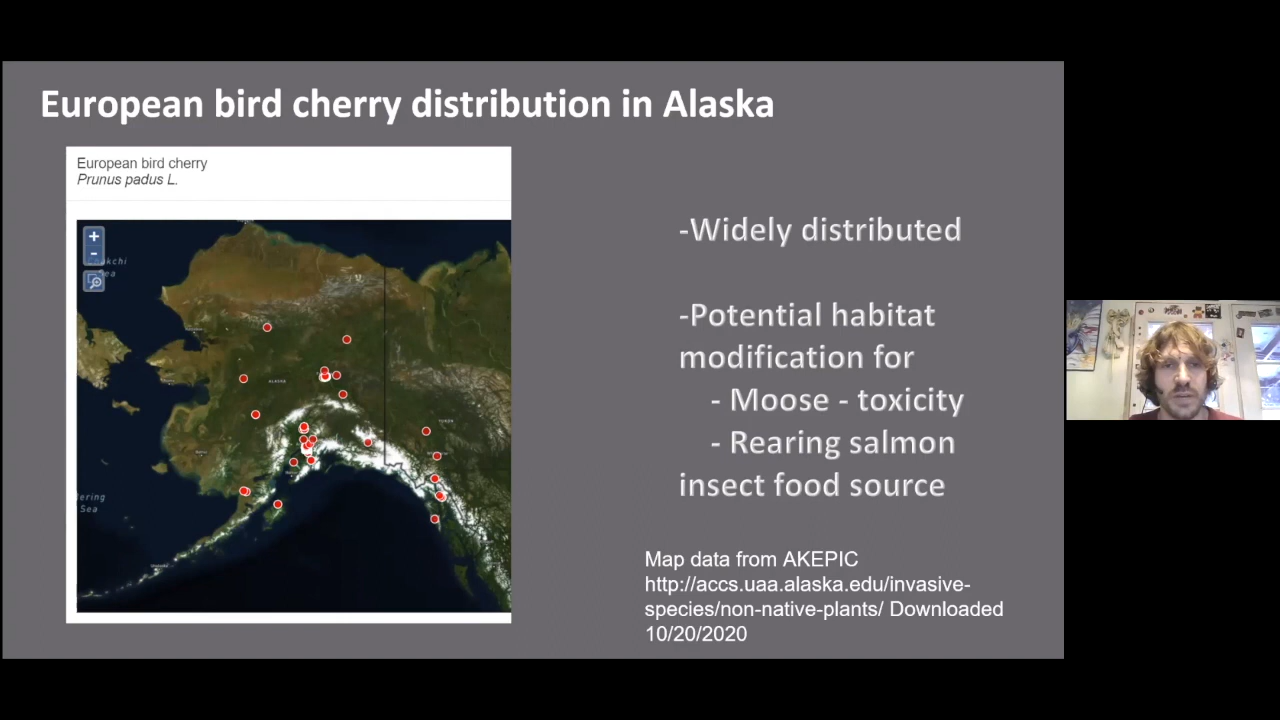 European bird cherry distribution in Alaska
European bird cherry
Prunus padus L.
+
-
ALASKA
-Widely distributed
-Potential habitat
modification for
- Moose - toxicity
- Rearing salmon
insect food source
Map data from AKEPIC
http://accs.uaa.alaska.edu/invasive-
species/non-native-plants/ Downloaded
10/20/2020